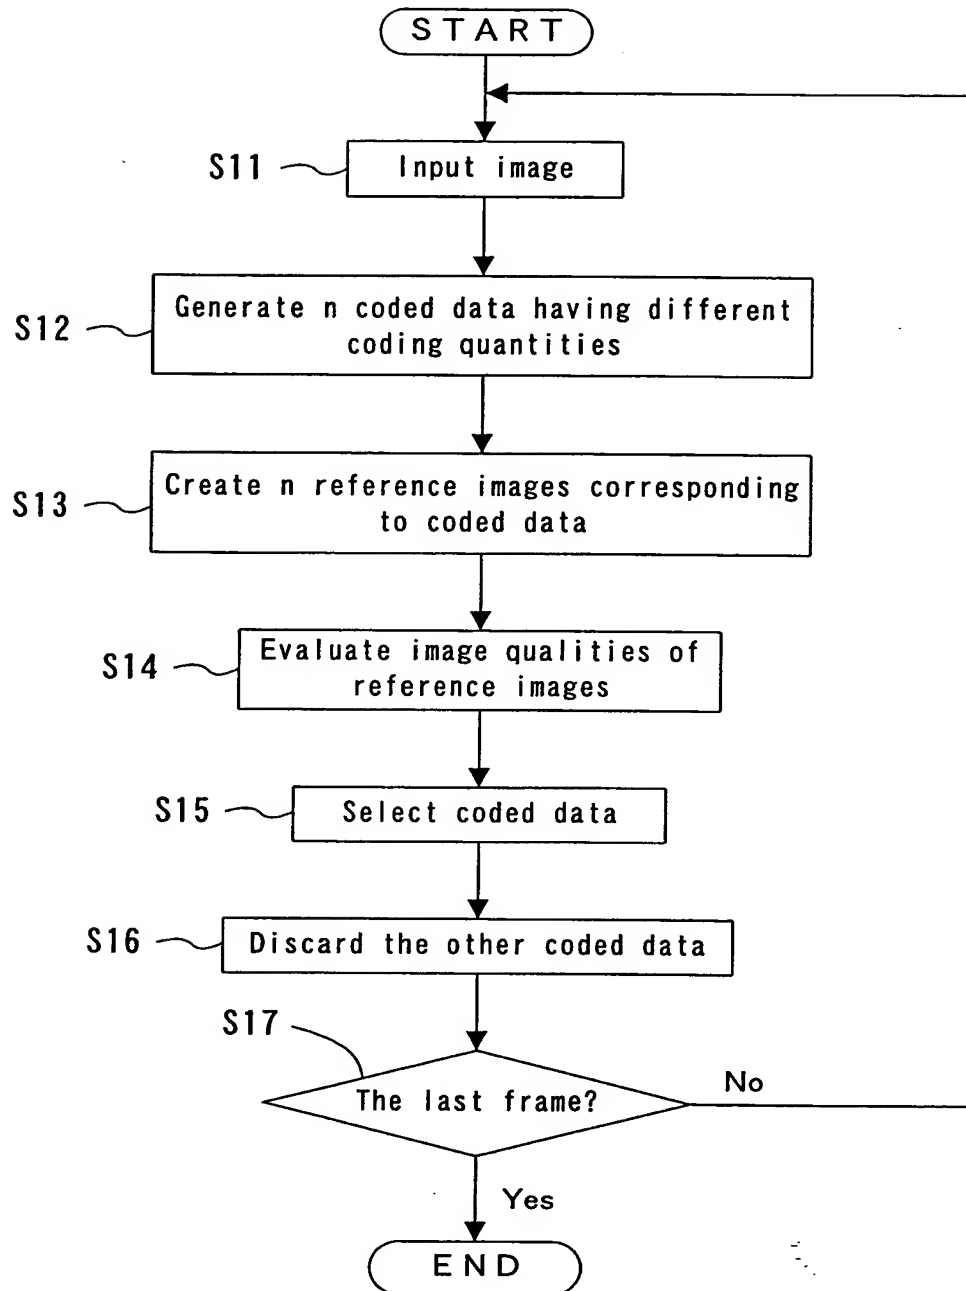 START
S11
Input image
S12
Generate n coded data having different
coding quantities
S13
Create n reference images corresponding
to coded data
S14
Evaluate image qualities of
reference images
S15
Select coded data
S16
Discard the other coded data
S17
The last frame?
No
Yes
END